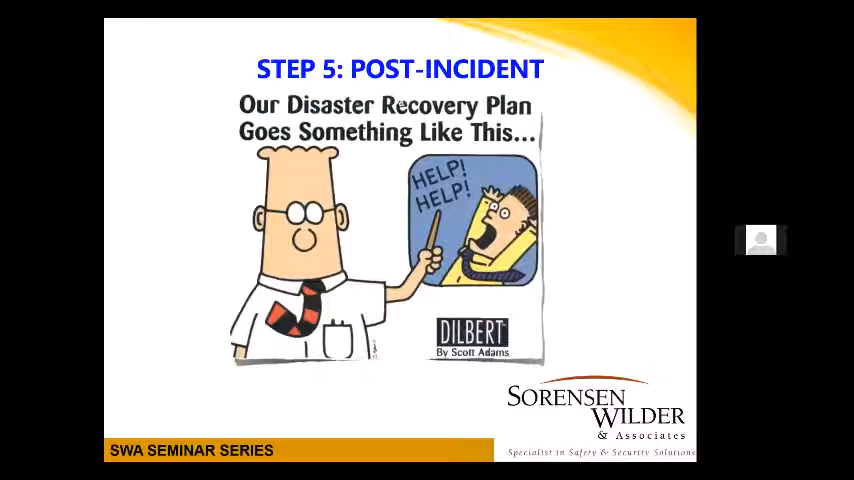 STEP 5: POST-INCIDENT
Our Disaster Recovery Plan
Goes Something Like This...
HELP!
HELP!
DILBERT
By Scott Adams
SORENSEN
WILDER
& Associates
Specialist in Safety & Security Solutions
SWA SEMINAR SERIES